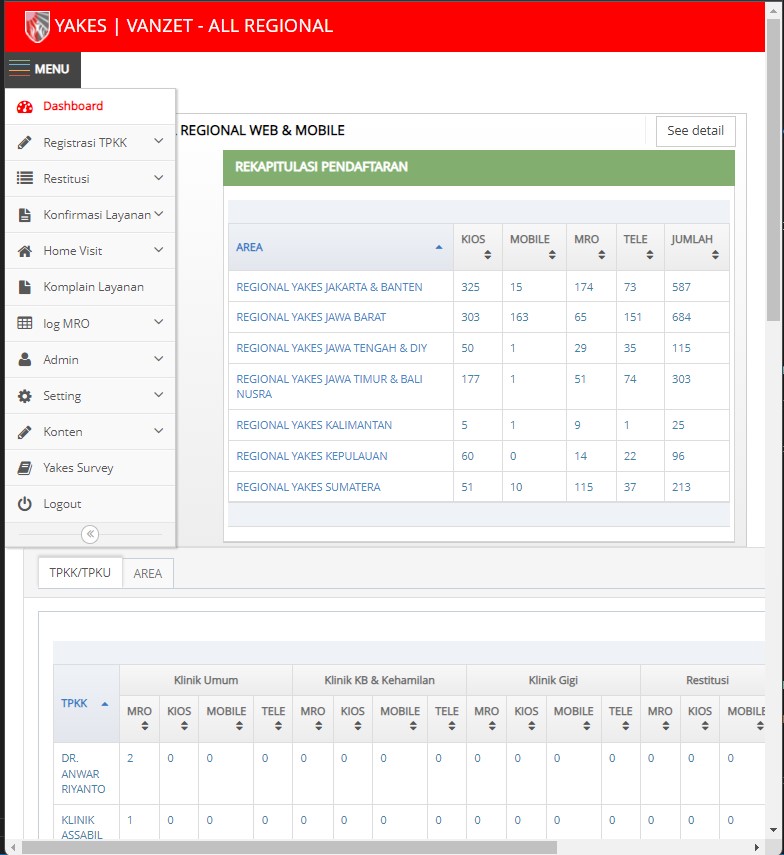 YAKES | VANZET - ALL REGIONAL
MENU
Dashboard
Registrasi TPKK
Restitusi
Konfirmasi Layanan
Home Visit
Komplain Layanan
log MRO
Admin
Setting
Konten
Yakes Survey
Logout
REGIONAL WEB & MOBILE
See detail
REKAPITULASI PENDAFTARAN
AREA KIOS MOBILE MRO TELE JUMLAH
REGIONAL YAKES JAKARTA & BANTEN 325 15 174 73 587
REGIONAL YAKES JAWA BARAT 303 163 65 151 684
REGIONAL YAKES JAWA TENGAH & DIY 50 1 29 35 115
REGIONAL YAKES JAWA TIMUR & BALI 177 1 51 74 303
NUSRA
REGIONAL YAKES KALIMANTAN 5 1 9 1 25
REGIONAL YAKES KEPULAUAN 60 0 14 22 96
REGIONAL YAKES SUMATERA 51 10 115 37 213
TPKK/TPKU AREA
Klinik Umum Klinik KB & Kehamilan Klinik Gigi Restitusi
TPKK MRO KIOS MOBILE TELE MRO KIOS MOBILE TELE MRO KIOS MOBILE TELE MRO KIOS MOBILE
DR. 2 0 0 0 0 0 0 0 0 0 0 0 0 0 0
ANWAR
RIYANTO
KLINIK 1 0 0 0 0 0 0 0 0 0 0 0 0 0 0
ASSABIL